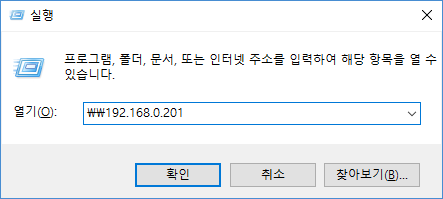 실행
프로그램, 폴더, 문서, 또는 인터넷 주소를 입력하여 해당 항목을 열 수
있습니다.
열기(O): ₩₩192.168.0.201
확인 취소 찾아보기(B)...